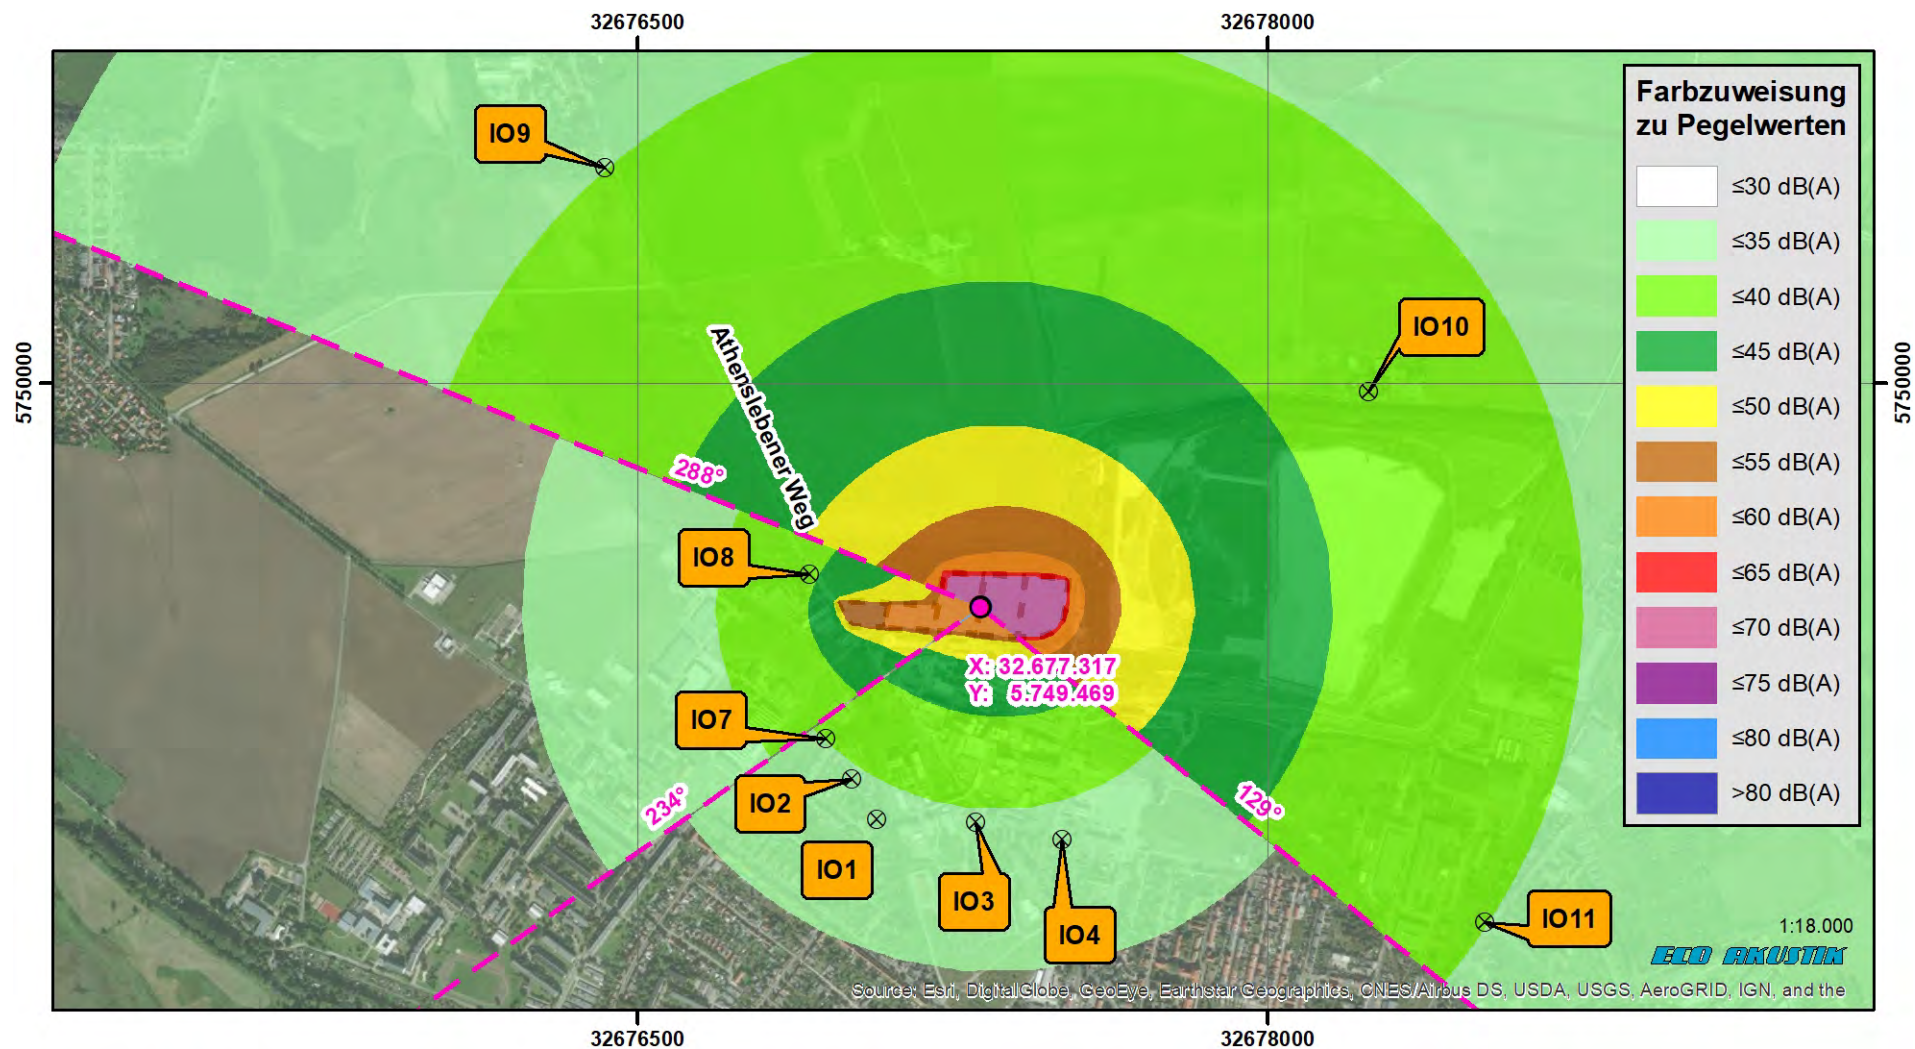 32676500
32678000
Farbzuweisung
zu Pegelwerten
≤30 dB(A)
≤35 dB(A)
≤40 dB(A)
≤45 dB(A)
≤50 dB(A)
≤55 dB(A)
≤60 dB(A)
≤65 dB(A)
≤70 dB(A)
≤75 dB(A)
≤80 dB(A)
>80 dB(A)
IO9
IO10
5750000
5750000
Athenslebener Weg
288°
IO8
X: 32.677.317
Y: 5.749.469
IO7
IO2
234°
129°
IO1
IO3
IO4
IO11
1:18.000
ECO AKUSTIK
Source: Esri, DigitalGlobe, GeoEye, Earthstar Geographics, CNES/Airbus DS, USDA, USGS, AeroGRID, IGN, and the
32676500
32678000